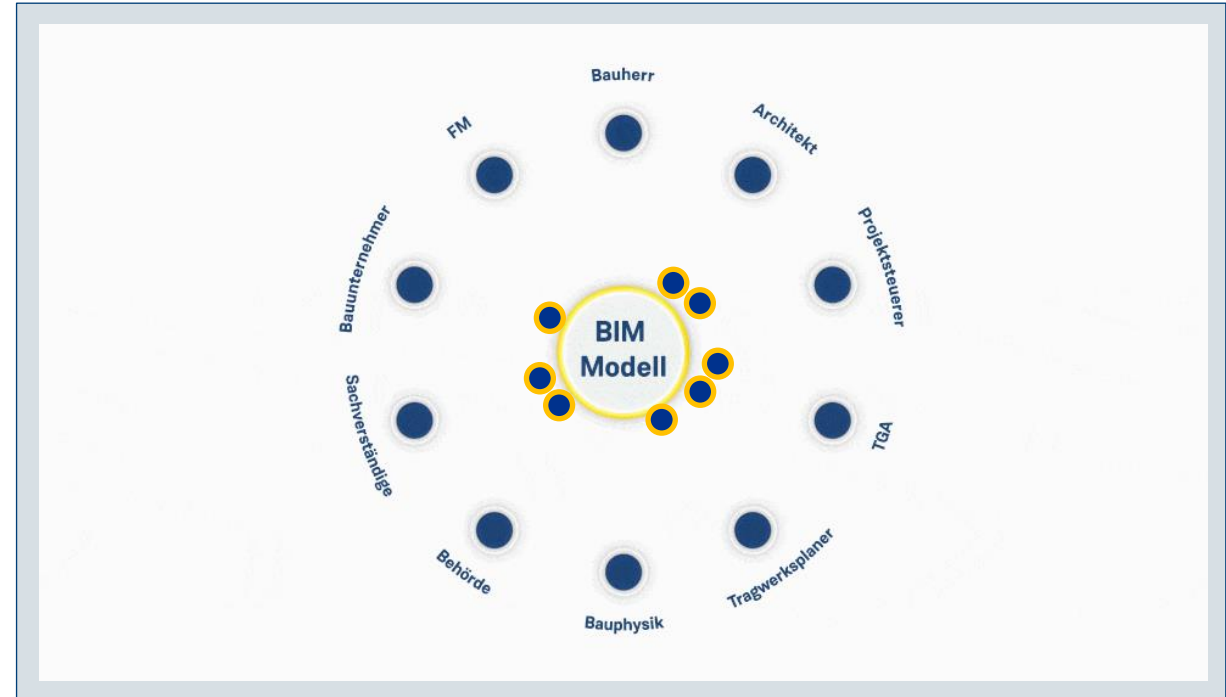 Bauherr
Architekt
Projektsteuerer
TGA
Tragwerksplaner
Bauphysik
Behörde
Sachverständige
Bauunternehmer
FM
BIM
Modell